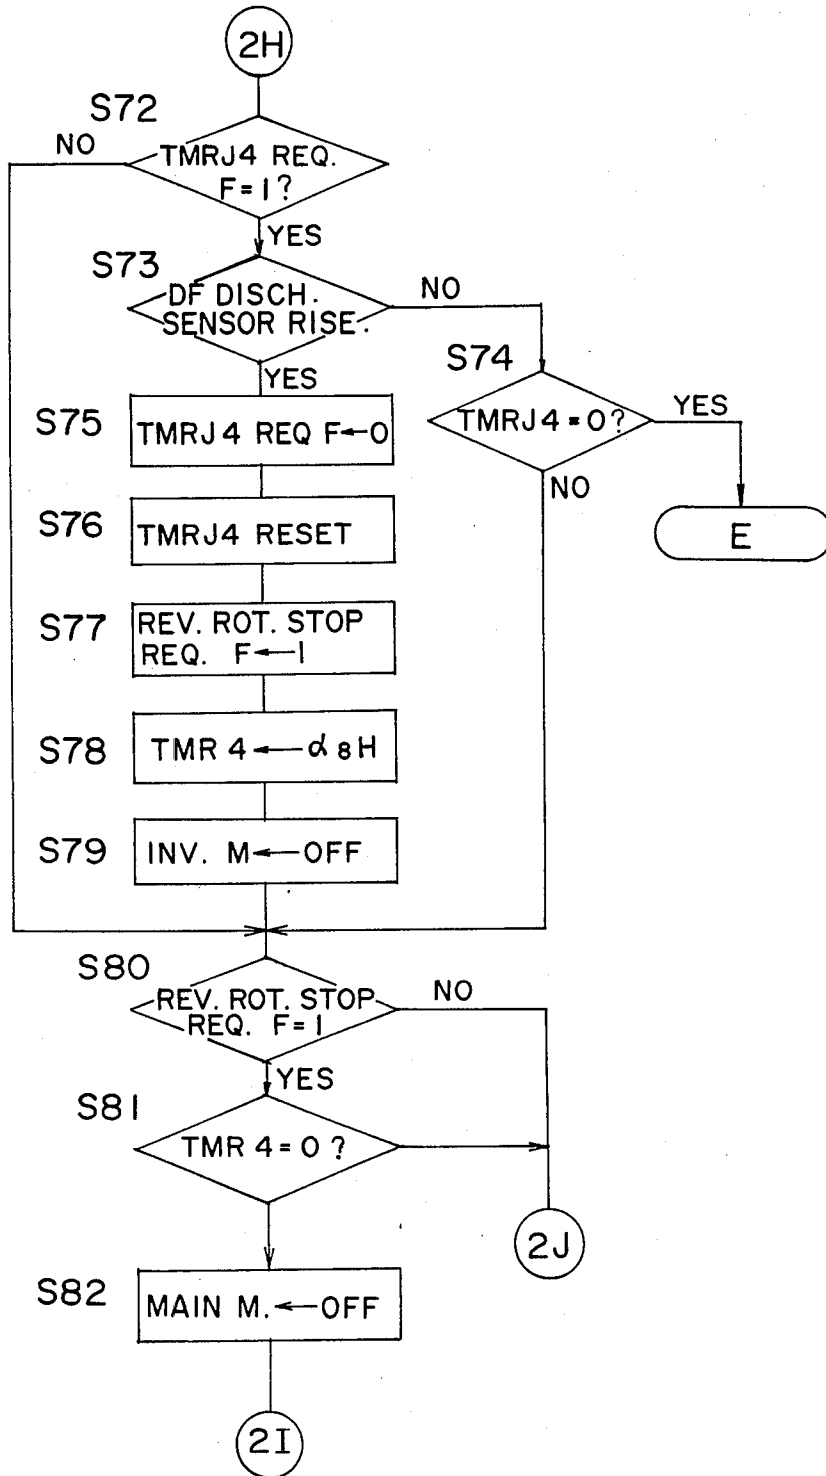 2H
S72
NO
TMRJ4 REQ.
F=1?
YES
S73
DF DISCH.
SENSOR RISE.
NO
YES
S74
TMRJ4=0?
YES
NO
E
S75
TMRJ4 REQ F←0
S76
TMRJ4 RESET
S77
REV. ROT. STOP
REQ. F←1
S78
TMR 4←α8H
S79
INV. M←OFF
S80
REV. ROT. STOP
REQ. F=1
NO
YES
S81
TMR 4=0?
2J
S82
MAIN M.←OFF
2I